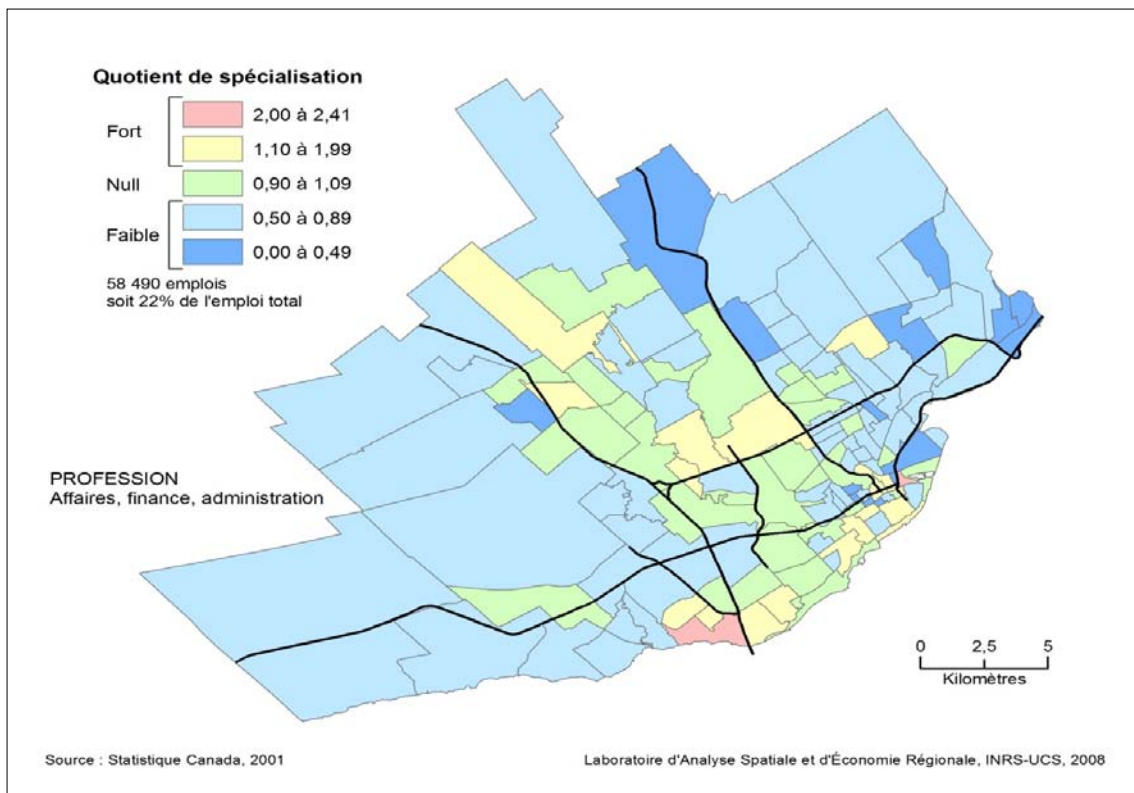 Quotient de spécialisation
Fort
2,00 à 2,41
1,10 à 1,99
Null
0,90 à 1,09
Faible
0,50 à 0,89
0,00 à 0,49
58 490 emplois
soit 22% de l'emploi total
PROFESSION
Affaires, finance, administration
0 2,5 5
Kilomètres
Source : Statistique Canada, 2001
Laboratoire d'Analyse Spatiale et d'Économie Régionale, INRS-UCS, 2008